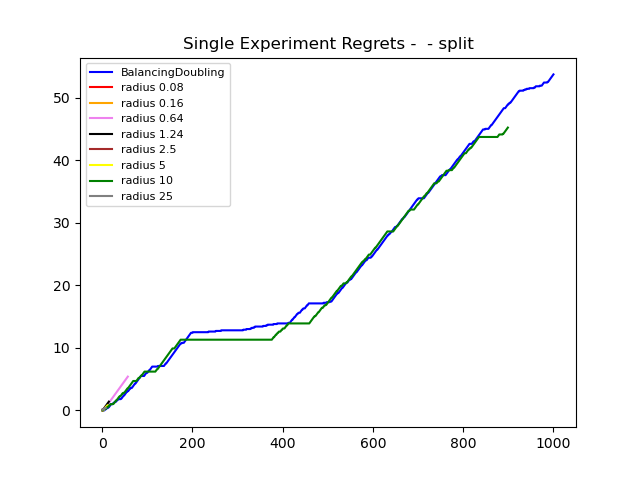 Single Experiment Regrets -  - split
BalancingDoubling
radius 0.08
radius 0.16
radius 0.64
radius 1.24
radius 2.5
radius 5
radius 10
radius 25
50
40
30
20
10
0
0 200 400 600 800 1000